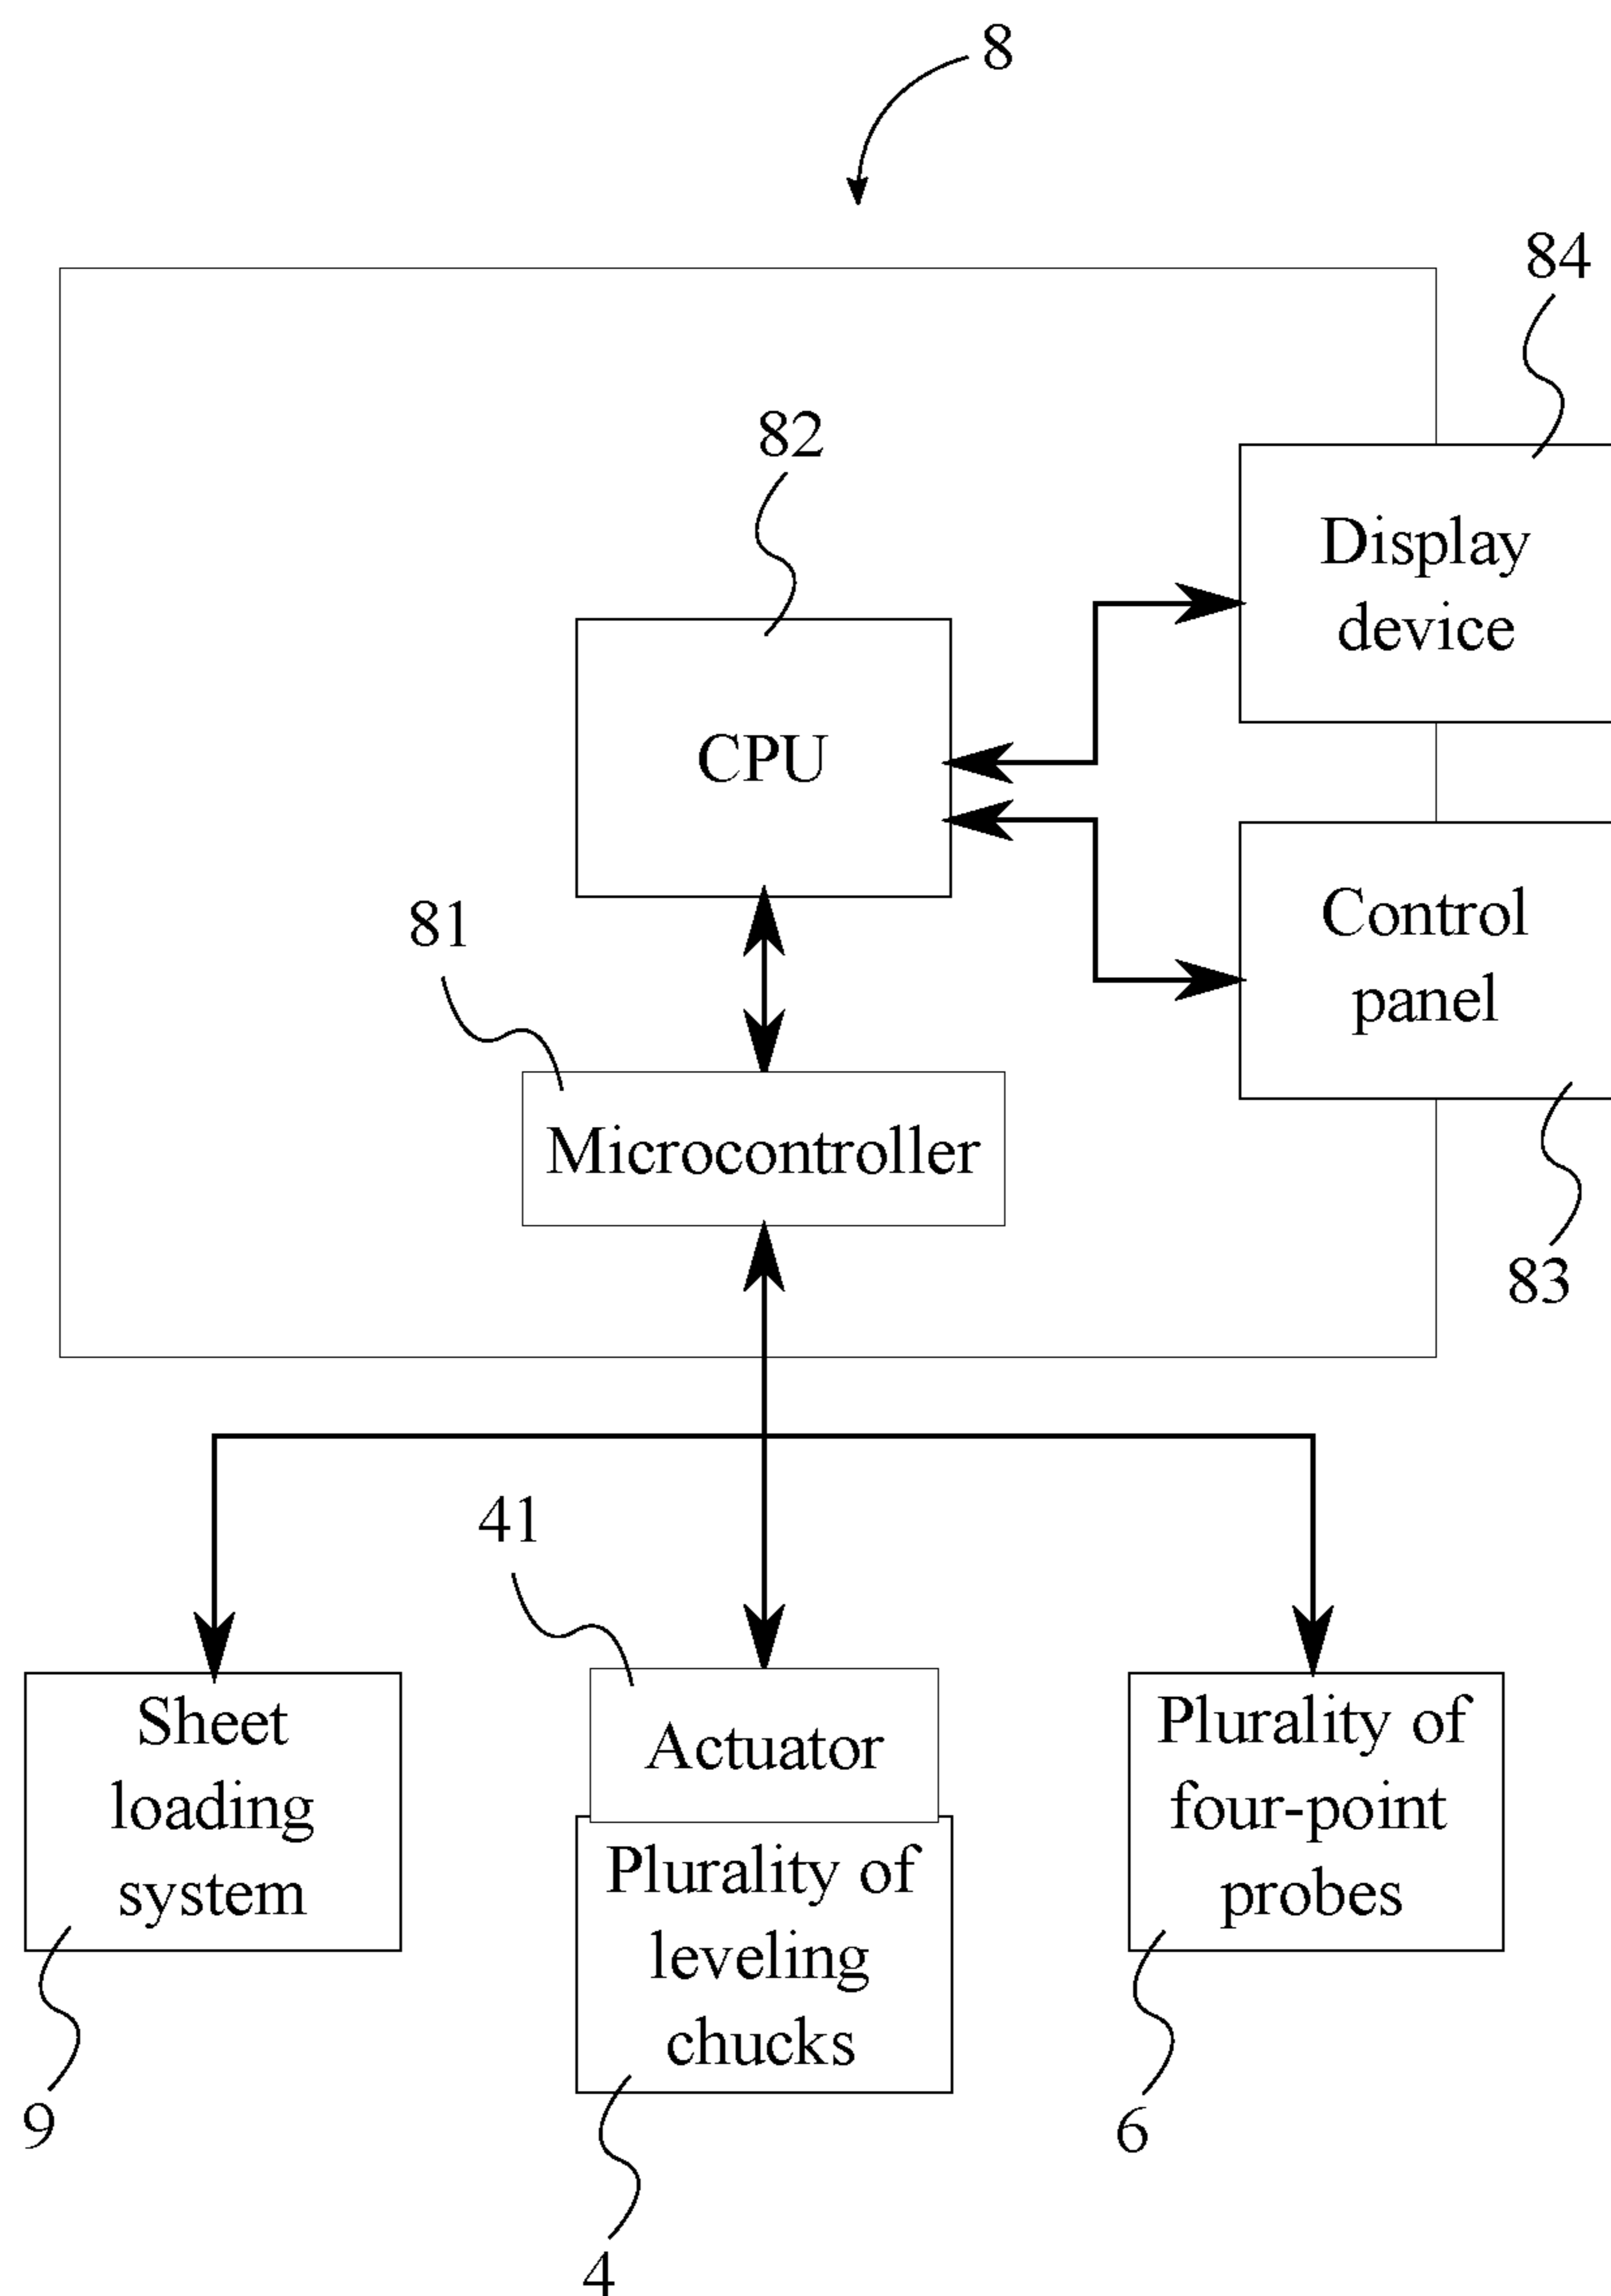 8
84
82
Display
device
CPU
81
Control
panel
Microcontroller
83
41
Sheet
loading
system
Actuator
Plurality of
four-point
probes
Plurality of
leveling
chucks
9
6
4